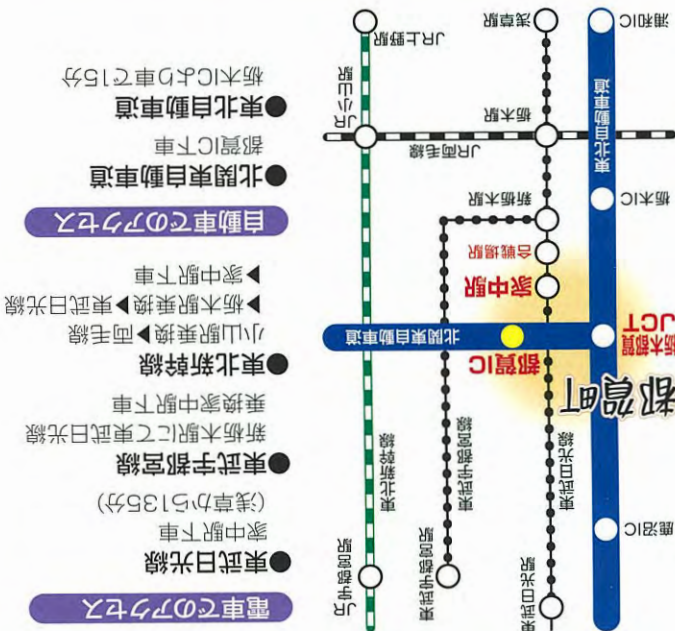 東武日光駅
東武宇都宮駅
JR宇都宮駅
鹿沼IC
東武日光線
東武宇都宮線
東北新幹線
都賀町
栃木都賀
JCT
都賀IC
北関東自動車道
家中駅
合戦場駅
新栃木駅
栃木IC
JR両毛線
栃木駅
JR小山駅
東北自動車道
浦和IC
浅草駅
JR上野駅
電車でのアクセス
●東武日光線
家中駅下車
(浅草から135分)
●東武宇都宮線
新栃木駅にて東武日光線
乗換家中駅下車
●東北新幹線
小山駅乗換▶両毛線
▶栃木駅乗換▶東武日光線
▶家中駅下車
自動車でのアクセス
●北関東自動車道
都賀IC下車
●東北自動車道
栃木ICより車で15分